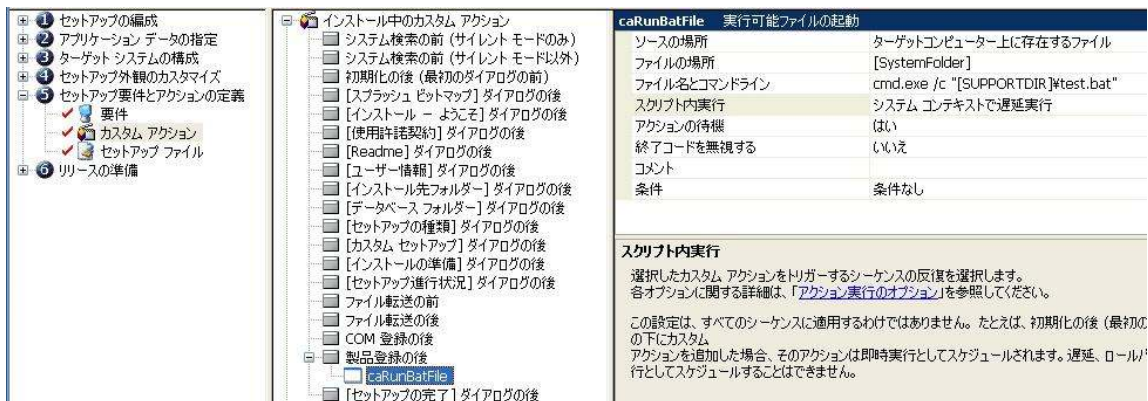 1 セットアップの編成
2 アプリケーション データの指定
3 ターゲット システムの構成
4 セットアップ外観のカスタマイズ
5 セットアップ要件とアクションの定義
要件
カスタム アクション
セットアップ ファイル
6 リリースの準備
インストール中のカスタム アクション
システム検索の前 (サイレント モードのみ)
システム検索の前 (サイレント モード以外)
初期化の後 (最初のダイアログの前)
[スプラッシュ ビットマップ] ダイアログの後
[インストール - ようこそ] ダイアログの後
[使用許諾契約] ダイアログの後
[Readme] ダイアログの後
[ユーザー情報] ダイアログの後
[インストール先フォルダー] ダイアログの後
[データベース フォルダー] ダイアログの後
[セットアップの種類] ダイアログの後
[カスタム セットアップ] ダイアログの後
[インストールの準備] ダイアログの後
[セットアップ進行状況] ダイアログの後
ファイル転送の前
ファイル転送の後
COM 登録の後
製品登録の後
caRunBatFile
[セットアップの完了] ダイアログの後
caRunBatFile 実行可能ファイルの起動
ソースの場所 ターゲットコンピューター上に存在するファイル
ファイルの場所 [SystemFolder]
ファイル名とコマンドライン cmd.exe /c "[SUPPORTDIR]¥test.bat"
スクリプト内実行 システム コンテキストで遅延実行
アクションの待機 はい
終了コードを無視する いいえ
コメント
条件 条件なし
スクリプト内実行
選択したカスタム アクションをトリガーするシーケンスの反復を選択します。
各オプションに関する詳細は、「アクション実行のオプション」を参照してください。
この設定は、すべてのシーケンスに適用するわけではありません。たとえば、初期化の後 (最初の
の下にカスタム
アクションを追加した場合、そのアクションは即時実行としてスケジュールされます。遅延、ロール
行としてスケジュールすることはできません。